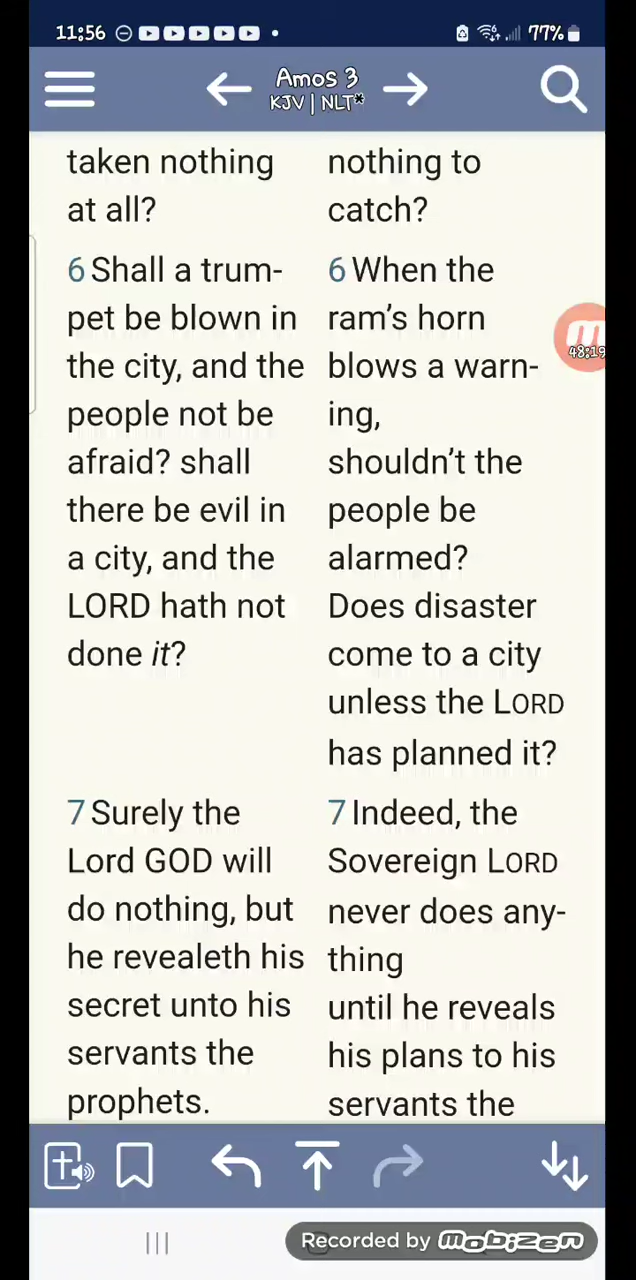 11:56
77%
Amos 3
KJV | NLT*
taken nothing
at all?
6 Shall a trum-
pet be blown in
the city, and the
people not be
afraid? shall
there be evil in
a city, and the
LORD hath not
done it?
7 Surely the
Lord GOD will
do nothing, but
he revealeth his
secret unto his
servants the
prophets.
nothing to
catch?
6 When the
ram’s horn
blows a warn-
ing,
shouldn’t the
people be
alarmed?
Does disaster
come to a city
unless the LORD
has planned it?
7 Indeed, the
Sovereign LORD
never does any-
thing
until he reveals
his plans to his
servants the
48:19
Recorded by mobizen